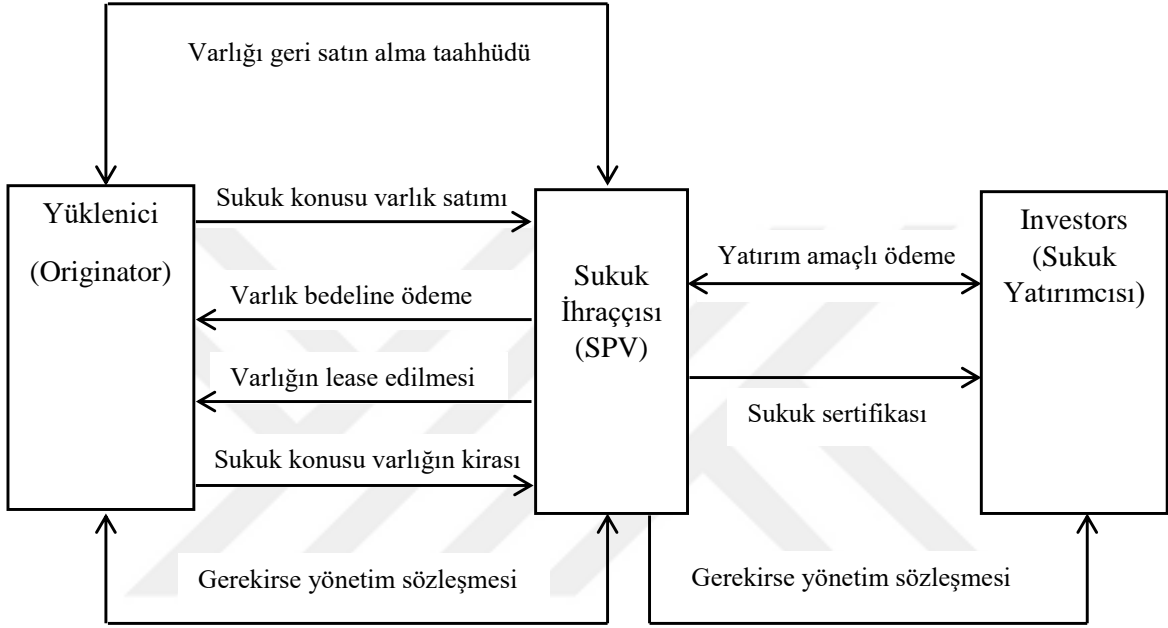 Varlığı geri satın alma taahhüdü
Yüklenici
(Originator)
Sukuk konusu varlık satımı
Varlık bedeline ödeme
Varlığın lease edilmesi
Sukuk konusu varlığın kirası
Sukuk
İhraççısı
(SPV)
Yatırım amaçlı ödeme
Sukuk sertifikası
Investors
(Sukuk
Yatırımcısı)
Gerekirse yönetim sözleşmesi
Gerekirse yönetim sözleşmesi